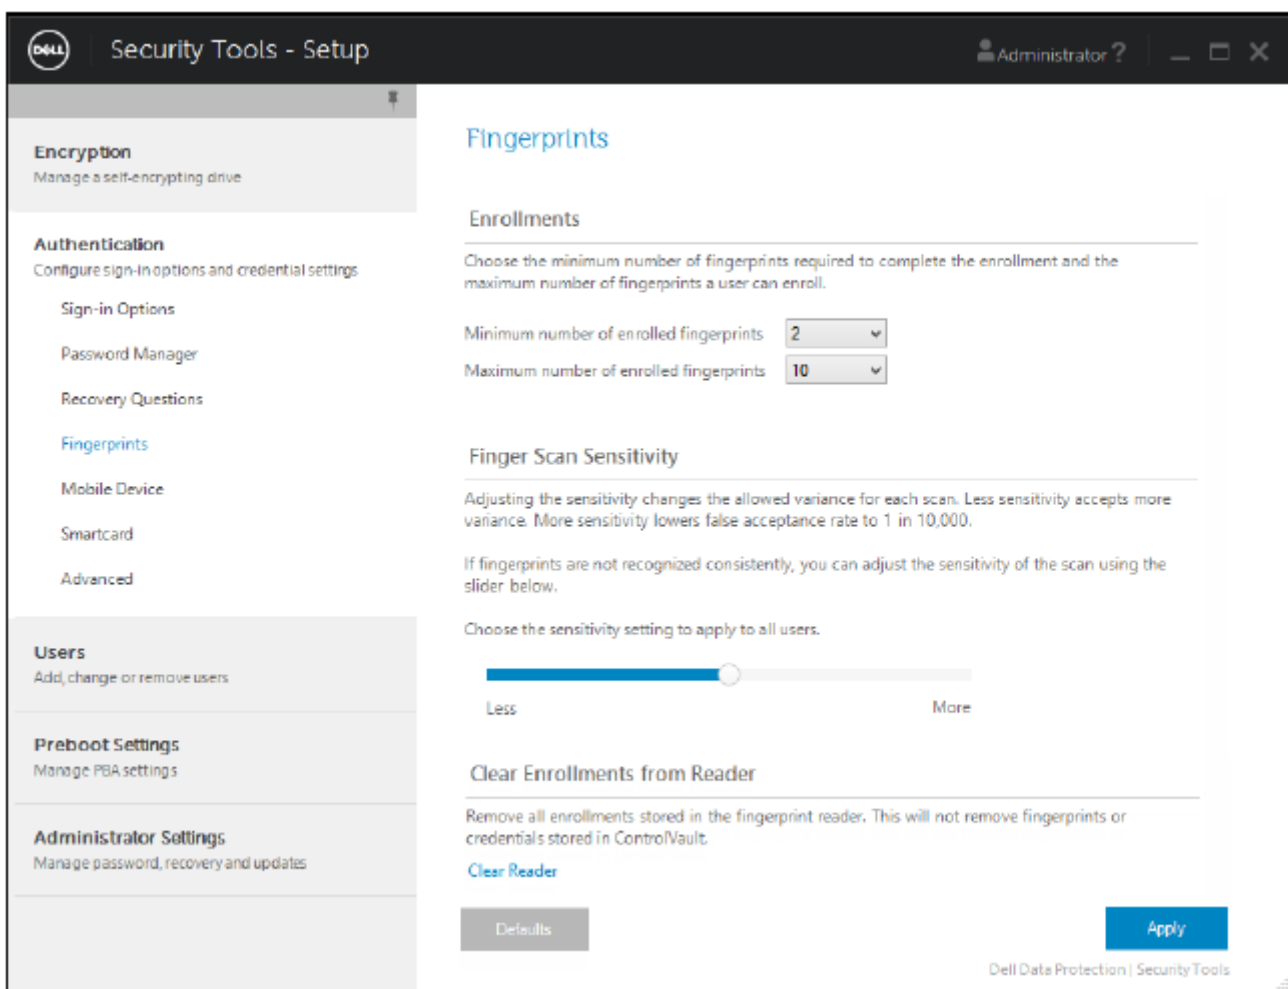 DELL
Security Tools - Setup
Administrator ?
Encryption
Manage a self-encrypting drive
Authentication
Configure sign-in options and credential settings
Sign-in Options
Password Manager
Recovery Questions
Fingerprints
Mobile Device
Smartcard
Advanced
Users
Add, change or remove users
Preboot Settings
Manage PBA settings
Administrator Settings
Manage password, recovery and updates
Fingerprints
Enrollments
Choose the minimum number of fingerprints required to complete the enrollment and the
maximum number of fingerprints a user can enroll.
Minimum number of enrolled fingerprints 2
Maximum number of enrolled fingerprints 10
Finger Scan Sensitivity
Adjusting the sensitivity changes the allowed variance for each scan. Less sensitivity accepts more
variance. More sensitivity lowers false acceptance rate to 1 in 10,000.
If fingerprints are not recognized consistently, you can adjust the sensitivity of the scan using the
slider below.
Choose the sensitivity setting to apply to all users.
Less More
Clear Enrollments from Reader
Remove all enrollments stored in the fingerprint reader. This will not remove fingerprints or
credentials stored in ControlVault.
Clear Reader
Defaults Apply
Dell Data Protection | Security Tools